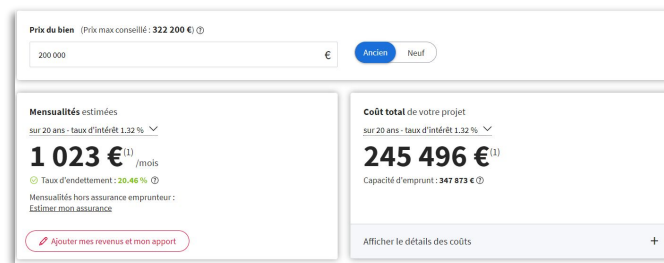 Prix du bien (Prix max conseillé : 322 200 €)
200 000 €
Ancien Neuf
Mensualités estimées
sur 20 ans - taux d'intérêt 1.32 %
1 023 €(1) /mois
Taux d'endettement : 20.46 %
Mensualités hors assurance emprunteur :
Estimer mon assurance
Ajouter mes revenus et mon apport
Coût total de votre projet
sur 20 ans - taux d'intérêt 1.32 %
245 496 €(1)
Capacité d'emprunt : 347 873 €
Afficher le détails des coûts +